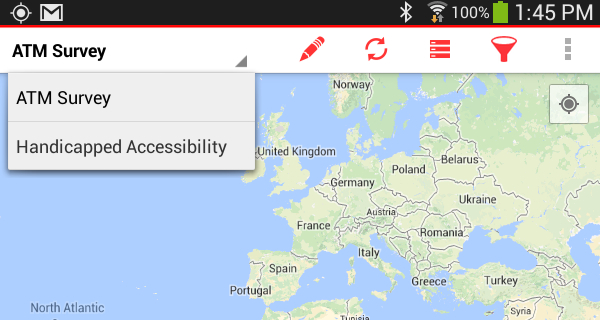 100% 1:45 PM
ATM Survey
ATM Survey
Handicapped Accessibility
Norway
United Kingdom
Belarus
Poland
Germany
Ukraine
Austria
France
Romania
Italy
Spain
Portugal
Greece
Turkey
Syria
North Atlantic